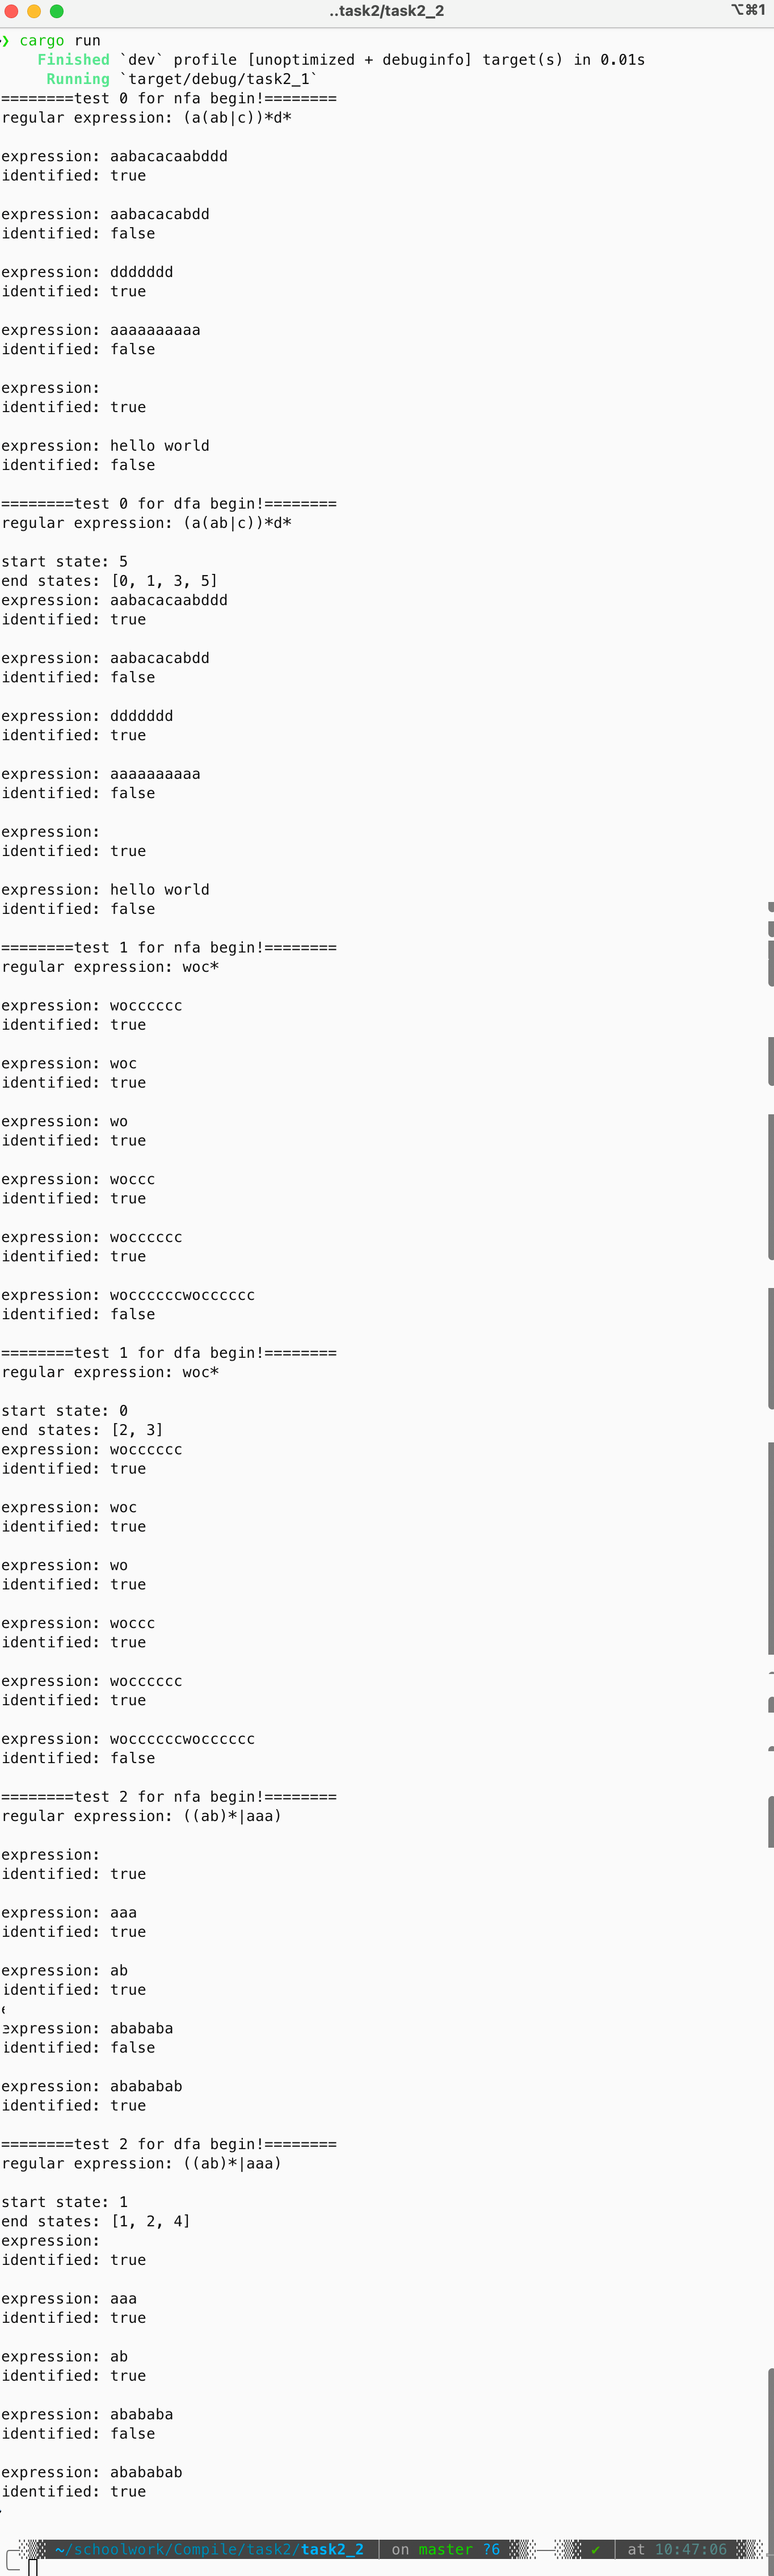 ..task2/task2_2
⌥⌘1
❯ cargo run
Finished `dev` profile [unoptimized + debuginfo] target(s) in 0.01s
Running `target/debug/task2_1`
========test 0 for nfa begin!========
regular expression: (a(ab|c))*d*
expression: aabacacaabddd
identified: true
expression: aabacacabdd
identified: false
expression: ddddddd
identified: true
expression: aaaaaaaaaa
identified: false
expression:
identified: true
expression: hello world
identified: false
========test 0 for dfa begin!========
regular expression: (a(ab|c))*d*
start state: 5
end states: [0, 1, 3, 5]
expression: aabacacaabddd
identified: true
expression: aabacacabdd
identified: false
expression: ddddddd
identified: true
expression: aaaaaaaaaa
identified: false
expression:
identified: true
expression: hello world
identified: false
========test 1 for nfa begin!========
regular expression: woc*
expression: wocccccc
identified: true
expression: woc
identified: true
expression: wo
identified: true
expression: woccc
identified: true
expression: wocccccc
identified: true
expression: woccccccwocccccc
identified: false
========test 1 for dfa begin!========
regular expression: woc*
start state: 0
end states: [2, 3]
expression: wocccccc
identified: true
expression: woc
identified: true
expression: wo
identified: true
expression: woccc
identified: true
expression: wocccccc
identified: true
expression: woccccccwocccccc
identified: false
========test 2 for nfa begin!========
regular expression: ((ab)*|aaa)
expression:
identified: true
expression: aaa
identified: true
expression: ab
identified: true
expression: abababa
identified: false
expression: abababab
identified: true
========test 2 for dfa begin!========
regular expression: ((ab)*|aaa)
start state: 1
end states: [1, 2, 4]
expression:
identified: true
expression: aaa
identified: true
expression: ab
identified: true
expression: abababa
identified: false
expression: abababab
identified: true
~/schoolwork/Compile/task2/task2_2 | on master ?6 ✔ | at 10:47:06